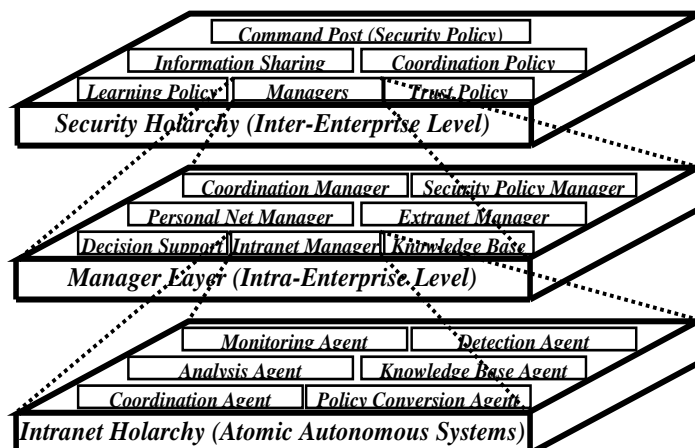 Command Post (Security Policy)
Information Sharing Coordination Policy
Learning Policy Managers Trust Policy
Security Holarchy (Inter-Enterprise Level)
Coordination Manager Security Policy Manager
Personal Net Manager Extranet Manager
Decision Support Intranet Manager Knowledge Base
Manager Layer (Intra-Enterprise Level)
Monitoring Agent Detection Agent
Analysis Agent Knowledge Base Agent
Coordination Agent Policy Conversion Agent
Intranet Holarchy (Atomic Autonomous Systems)